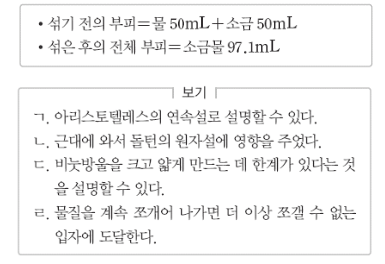 • 섞기 전의 부피=물 50mL+소금 50mL
• 섞은 후의 전체 부피=소금물 97.1mL
보기
ㄱ. 아리스토텔레스의 연속설로 설명할 수 있다.
ㄴ. 근대에 와서 돌턴의 원자설에 영향을 주었다.
ㄷ. 비눗방울을 크고 얇게 만드는 데 한계가 있다는 것
을 설명할 수 있다.
ㄹ. 물질을 계속 쪼개어 나가면 더 이상 쪼갤 수 없는
입자에 도달한다.